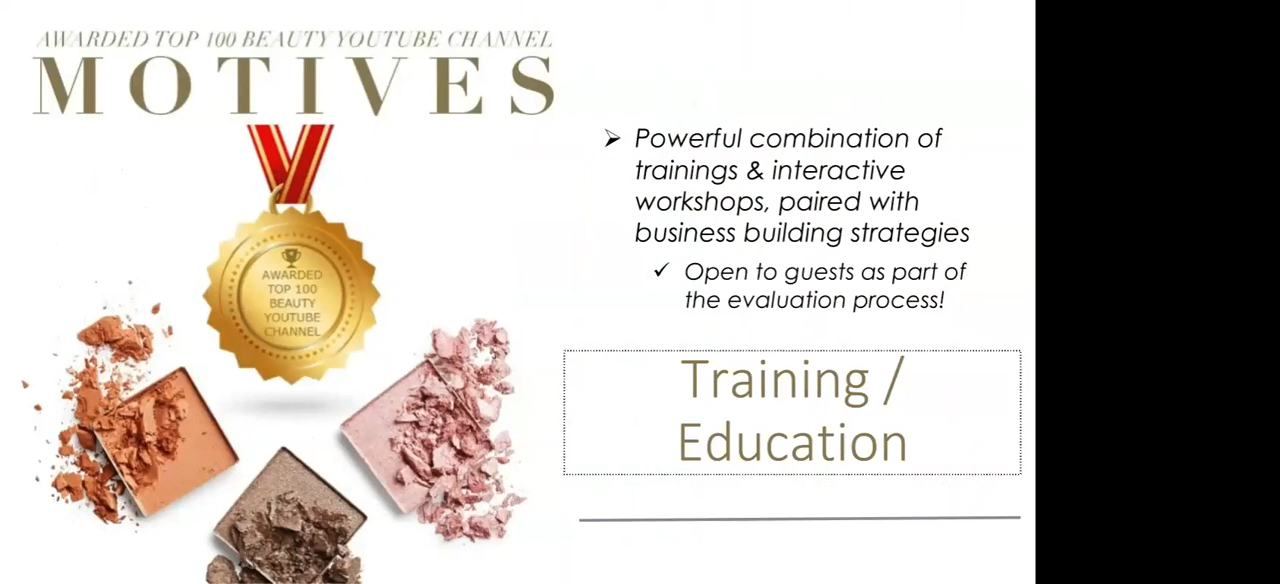 AWARDED TOP 100 BEAUTY YOUTUBE CHANNEL
MOTIVES
AWARDED
TOP 100
BEAUTY
YOUTUBE
CHANNEL
Powerful combination of
trainings & interactive
workshops, paired with
business building strategies
Open to guests as part of
the evaluation process!
Training /
Education